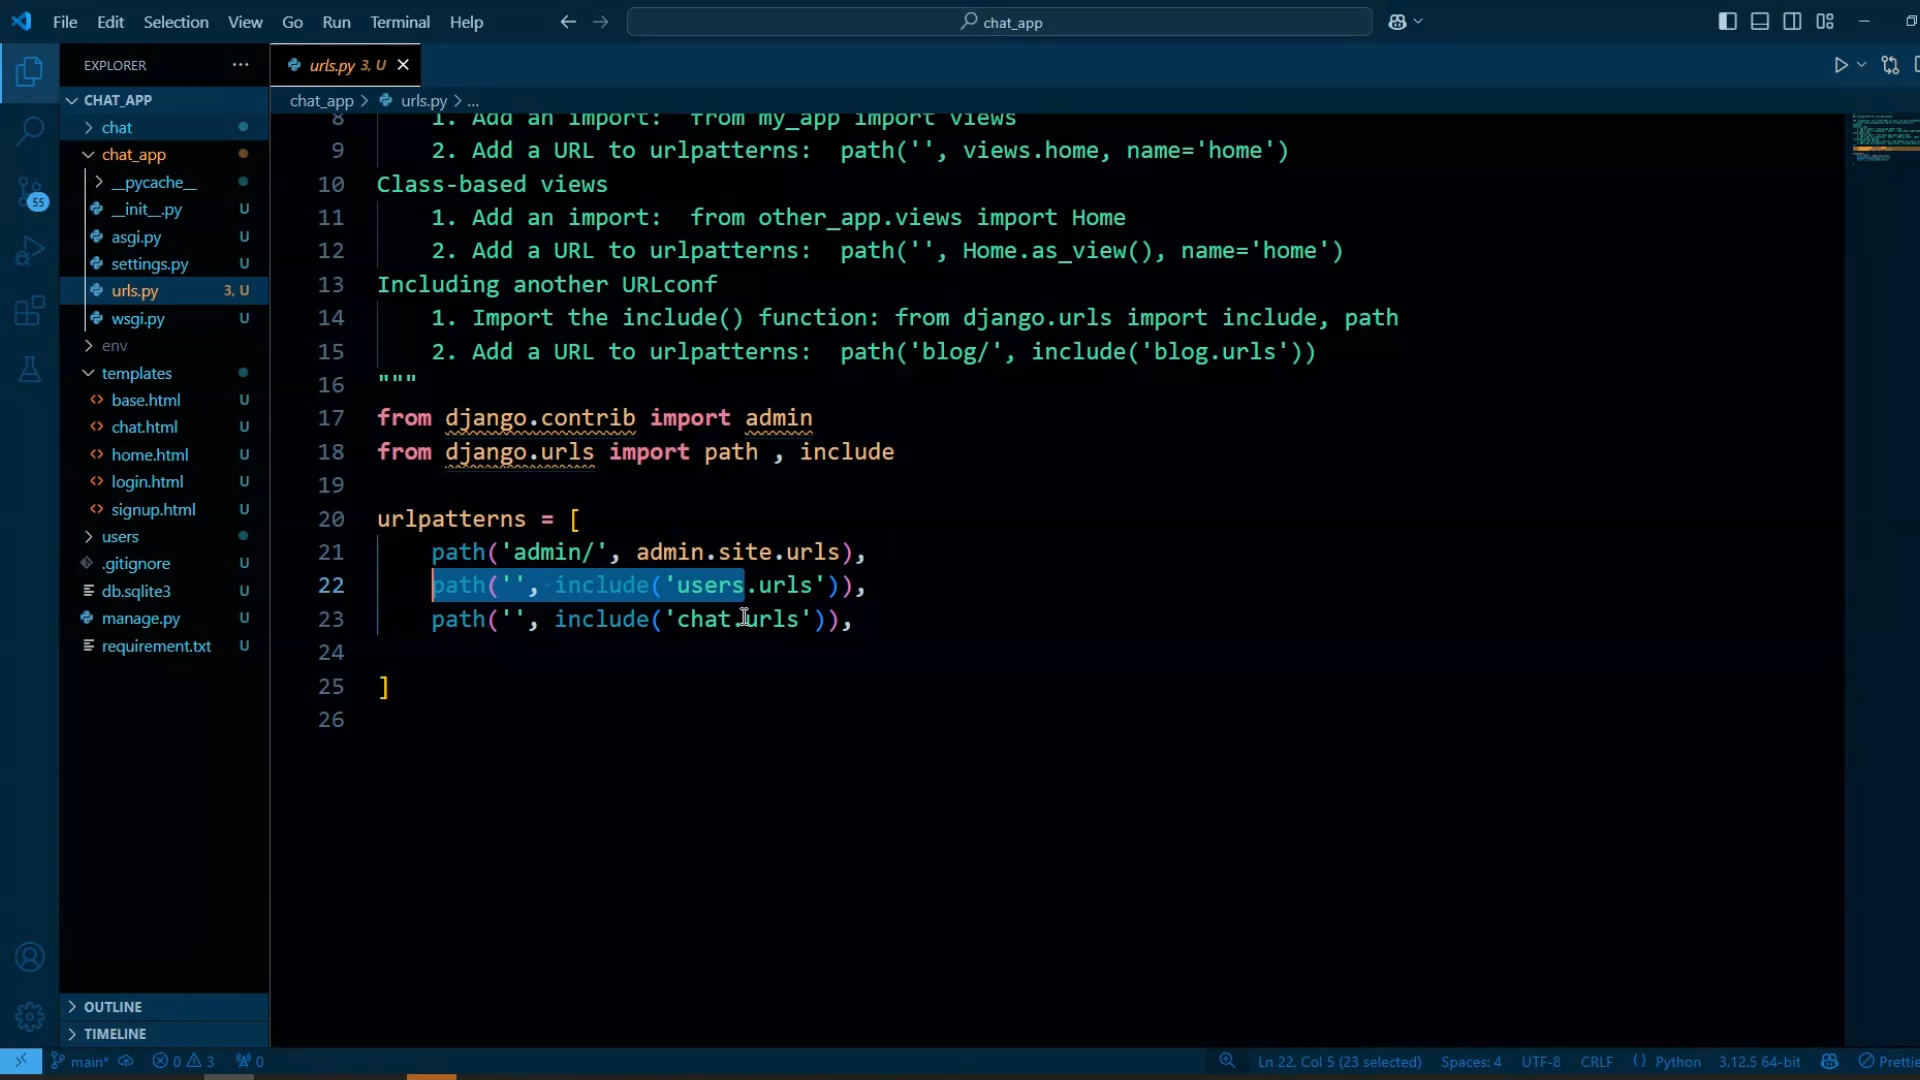 File Edit Selection View Go Run Terminal Help
chat_app
EXPLORER
urls.py 3, U
CHAT_APP
chat_app > urls.py > ...
chat
chat_app
__pycache__
__init__.py U
asgi.py U
settings.py U
urls.py 3, U
wsgi.py U
env
templates
base.html U
chat.html U
home.html U
login.html U
signup.html U
users
.gitignore U
db.sqlite3 U
manage.py U
requirement.txt U
OUTLINE
TIMELINE
55
8 1. Add an import:  from my_app import views
9 2. Add a URL to urlpatterns:  path('', views.home, name='home')
10 Class-based views
11 1. Add an import:  from other_app.views import Home
12 2. Add a URL to urlpatterns:  path('', Home.as_view(), name='home')
13 Including another URLconf
14 1. Import the include() function: from django.urls import include, path
15 2. Add a URL to urlpatterns:  path('blog/', include('blog.urls'))
16 """
17 from django.contrib import admin
18 from django.urls import path , include
19
20 urlpatterns = [
21 path('admin/', admin.site.urls),
22 path('', include('users.urls')),
23 path('', include('chat.urls')),
24
25 ]
26
main* 0 3 0 Ln 22, Col 5 (23 selected) Spaces: 4 UTF-8 CRLF {} Python 3.12.5 64-bit Prettie